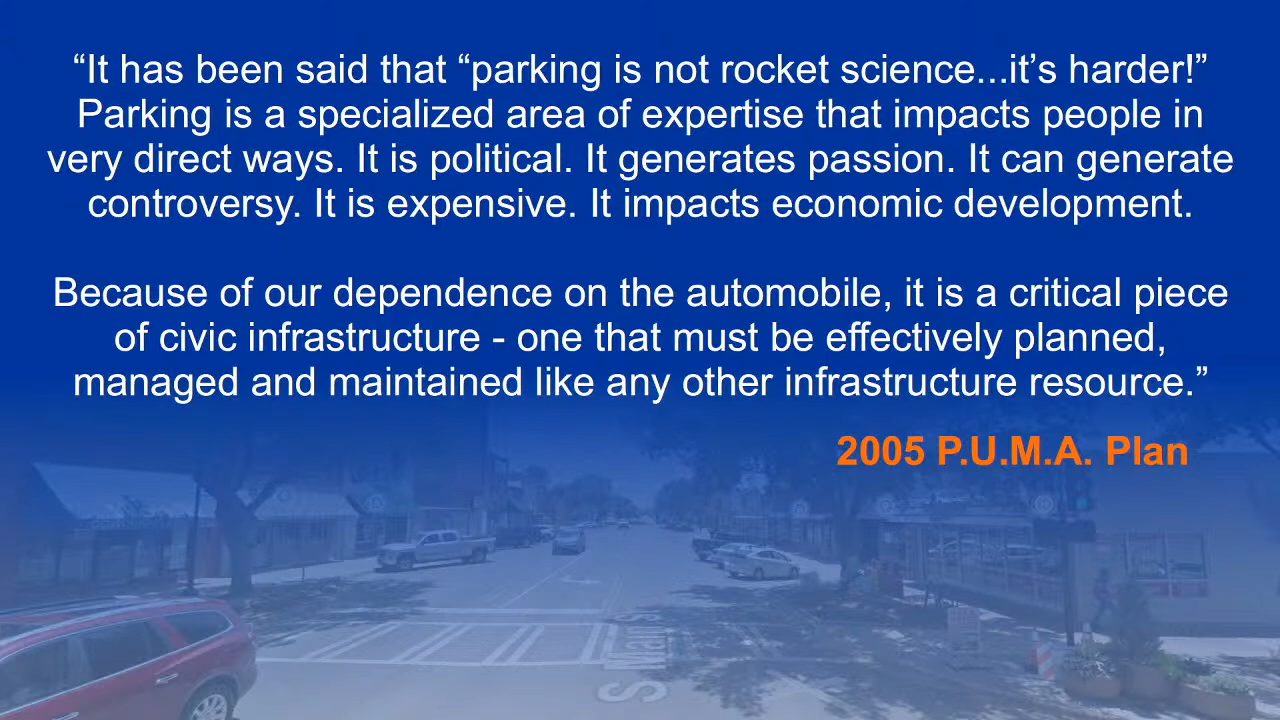 “It has been said that “parking is not rocket science...it’s harder!”
Parking is a specialized area of expertise that impacts people in
very direct ways. It is political. It generates passion. It can generate
controversy. It is expensive. It impacts economic development.
Because of our dependence on the automobile, it is a critical piece
of civic infrastructure - one that must be effectively planned,
managed and maintained like any other infrastructure resource.”
2005 P.U.M.A. Plan